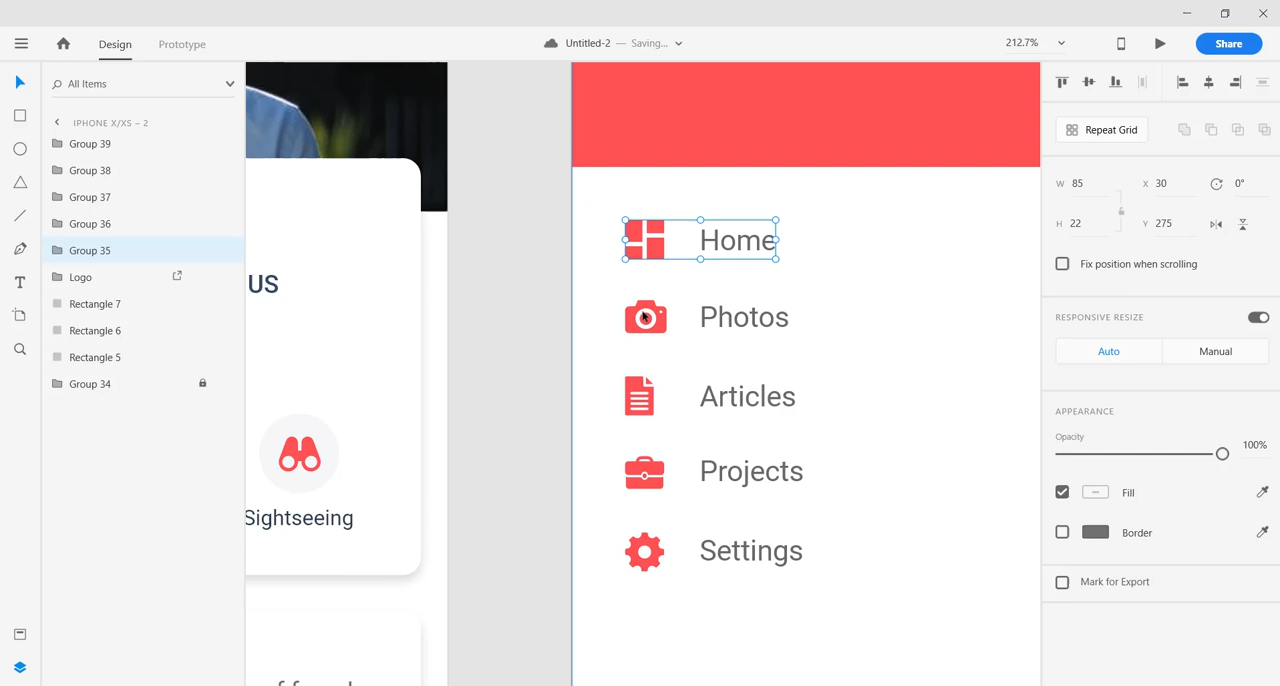 Design
Prototype
Untitled-2 — Saving...
212.7%
Share
All Items
IPHONE X/XS – 2
Group 39
Group 38
Group 37
Group 36
Group 35
Logo
Rectangle 7
Rectangle 6
Rectangle 5
Group 34
US
Sightseeing
Home
Photos
Articles
Projects
Settings
Repeat Grid
W 85 X 30 0°
H 22 Y 275
Fix position when scrolling
RESPONSIVE RESIZE
Auto Manual
APPEARANCE
Opacity
100%
Fill
Border
Mark for Export